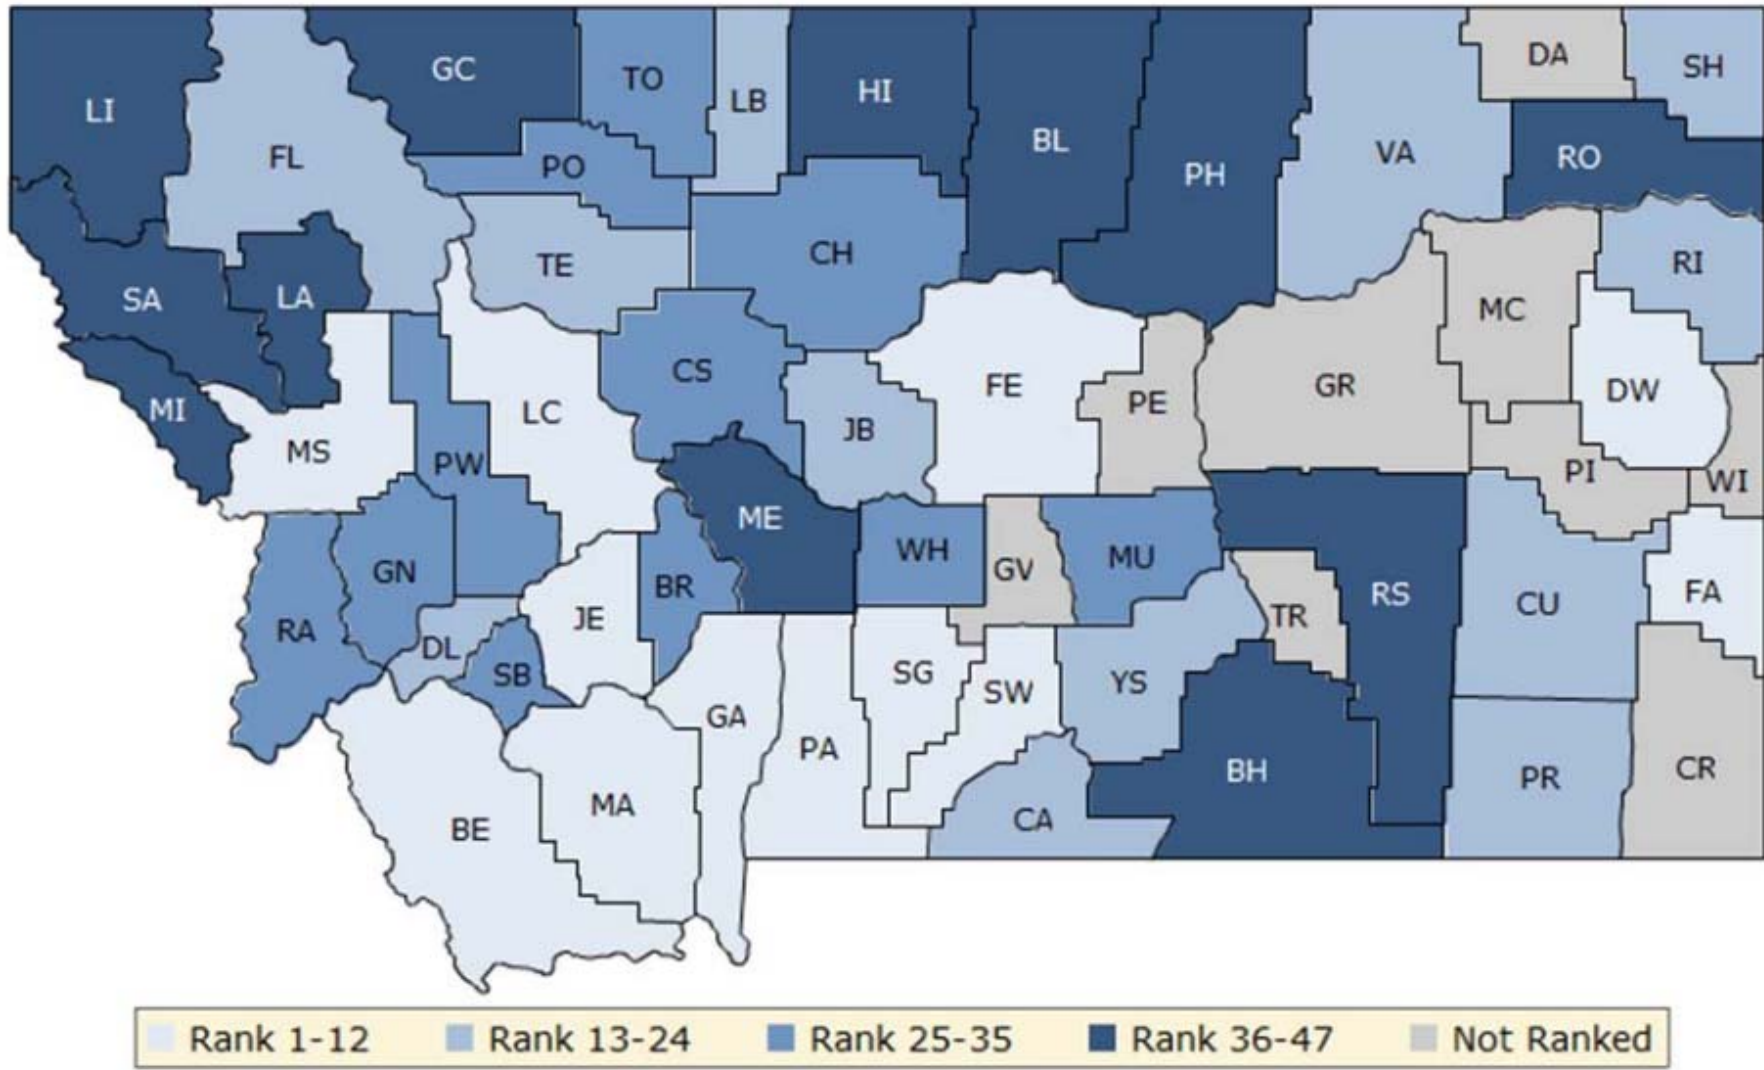 GC
TO
LB
HI
BL
PH
VA
DA
SH
LI
FL
PO
RO
TE
CH
RI
SA
LA
MC
CS
FE
PE
GR
DW
MI
MS
LC
JB
PW
PI
WI
ME
WH
GV
MU
RA
GN
DL
SB
JE
BR
TR
RS
CU
FA
GA
PA
SG
SW
YS
BE
MA
CA
BH
PR
CR
Rank 1-12 Rank 13-24 Rank 25-35 Rank 36-47 Not Ranked